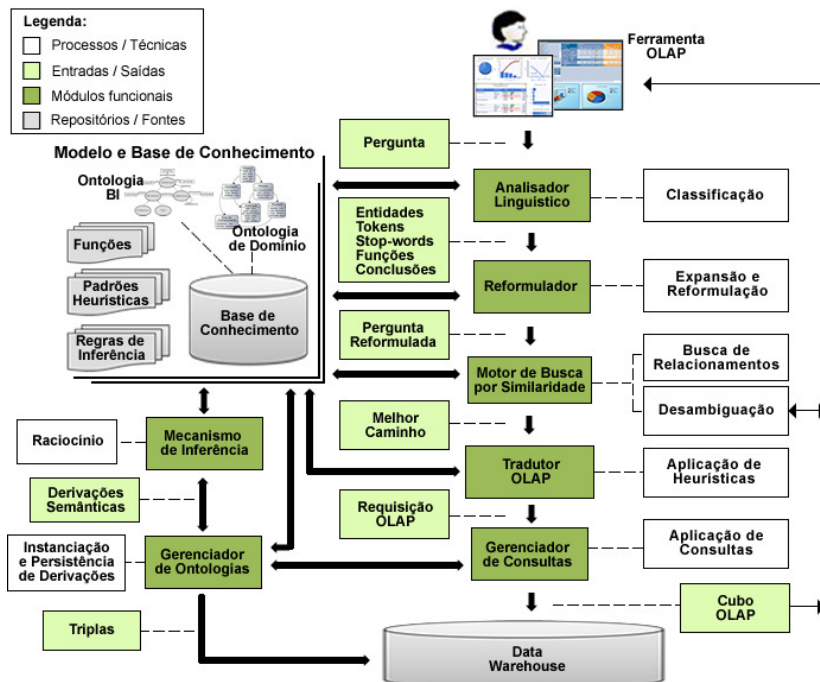 Legenda:
Processos / Técnicas
Entradas / Saídas
Módulos funcionais
Repositórios / Fontes
Ferramenta
OLAP
Modelo e Base de Conhecimento
Ontologia
BI
Ontologia
de Domínio
Funções
Padrões
Heurísticas
Regras de
Inferência
Base de
Conhecimento
Pergunta
Analisador
Linguístico
Classificação
Entidades
Tokens
Stop-words
Funções
Conclusões
Reformulador
Expansão e
Reformulação
Pergunta
Reformulada
Motor de Busca
por Similaridade
Busca de
Relacionamentos
Desambiguação
Melhor
Caminho
Raciocínio
Mecanismo
de Inferência
Tradutor
OLAP
Aplicação de
Heurísticas
Derivações
Semânticas
Requisição
OLAP
Instanciação
e Persistência
de Derivações
Gerenciador
de Ontologias
Gerenciador
de Consultas
Aplicação de
Consultas
Triplas
Cubo
OLAP
Data
Warehouse